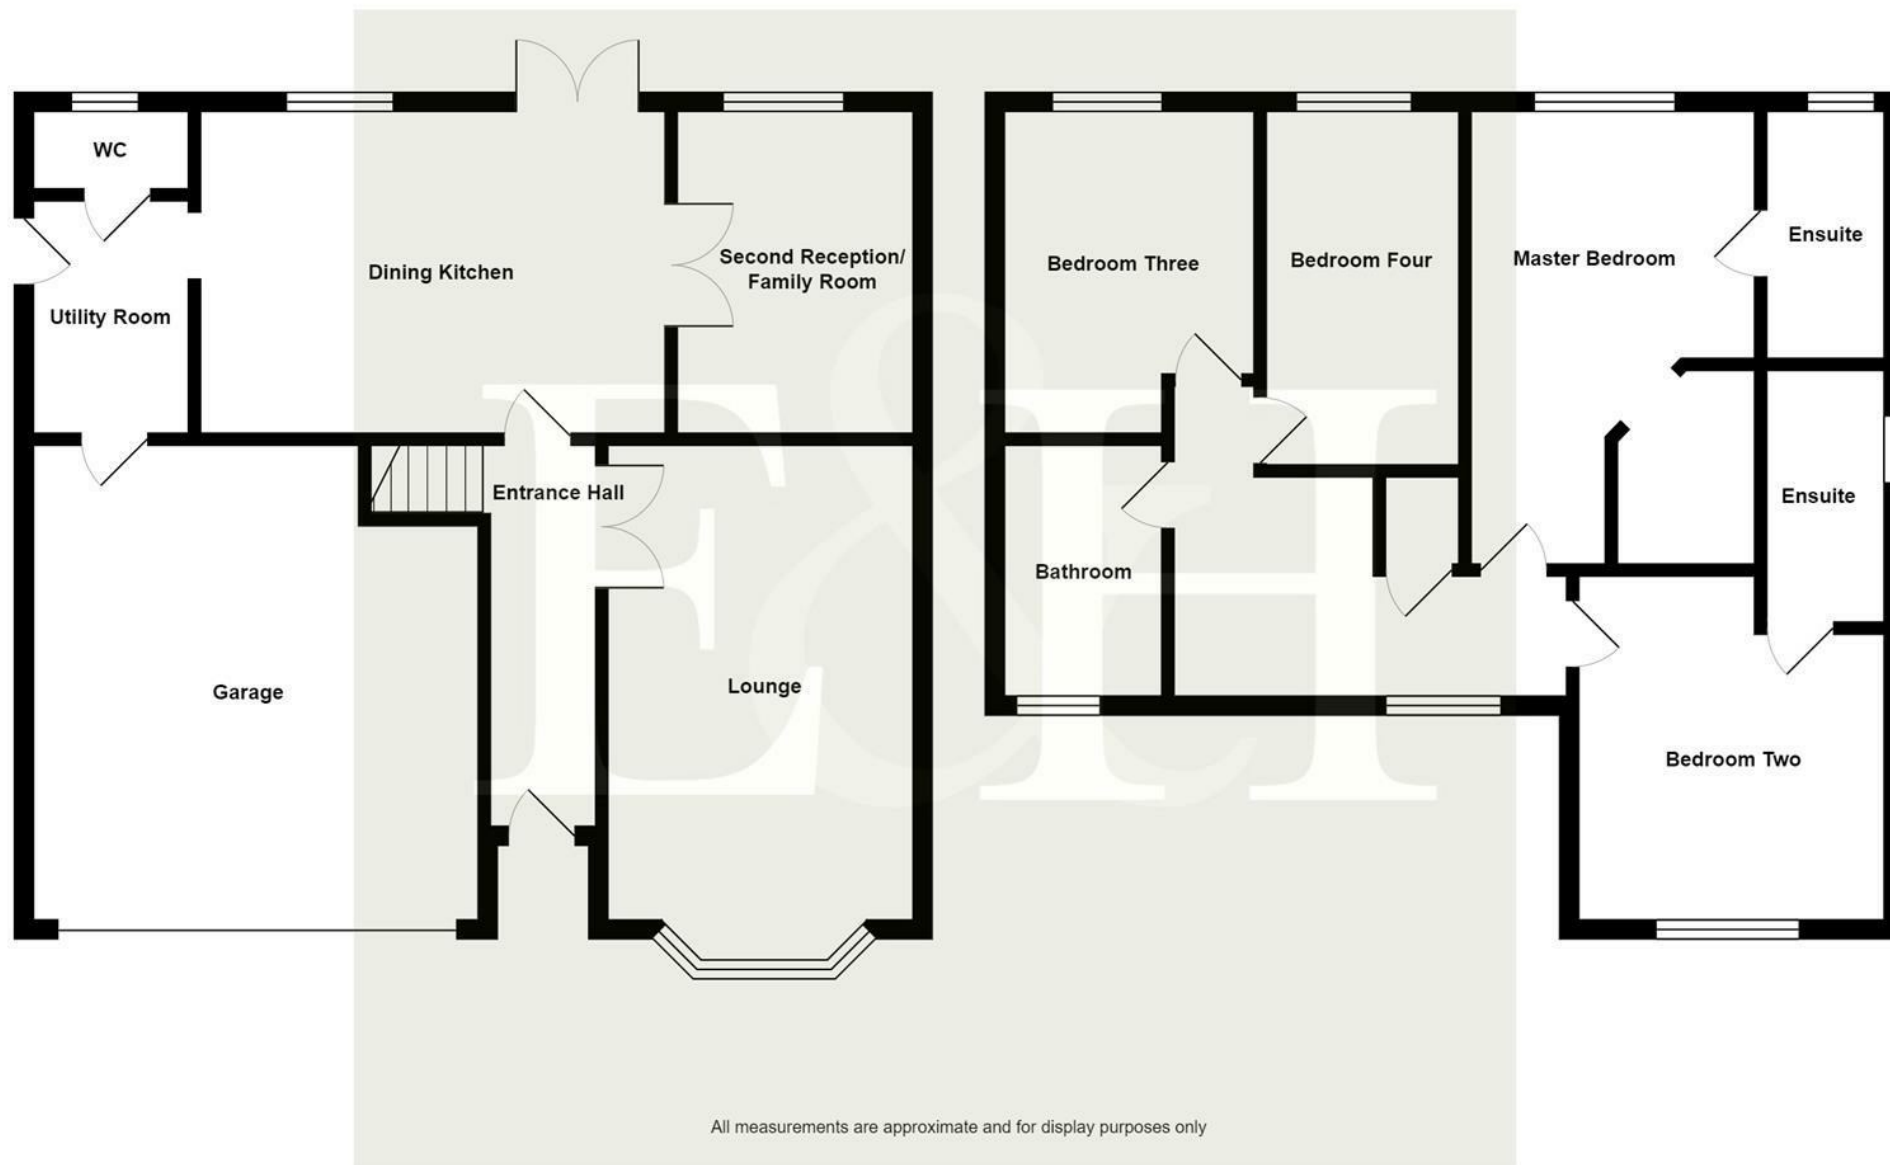 WC
Utility Room
Dining Kitchen
Second Reception/
Family Room
Entrance Hall
Garage
Lounge
Bedroom Three
Bedroom Four
Master Bedroom
Ensuite
Ensuite
Bathroom
Bedroom Two
E&H
All measurements are approximate and for display purposes only